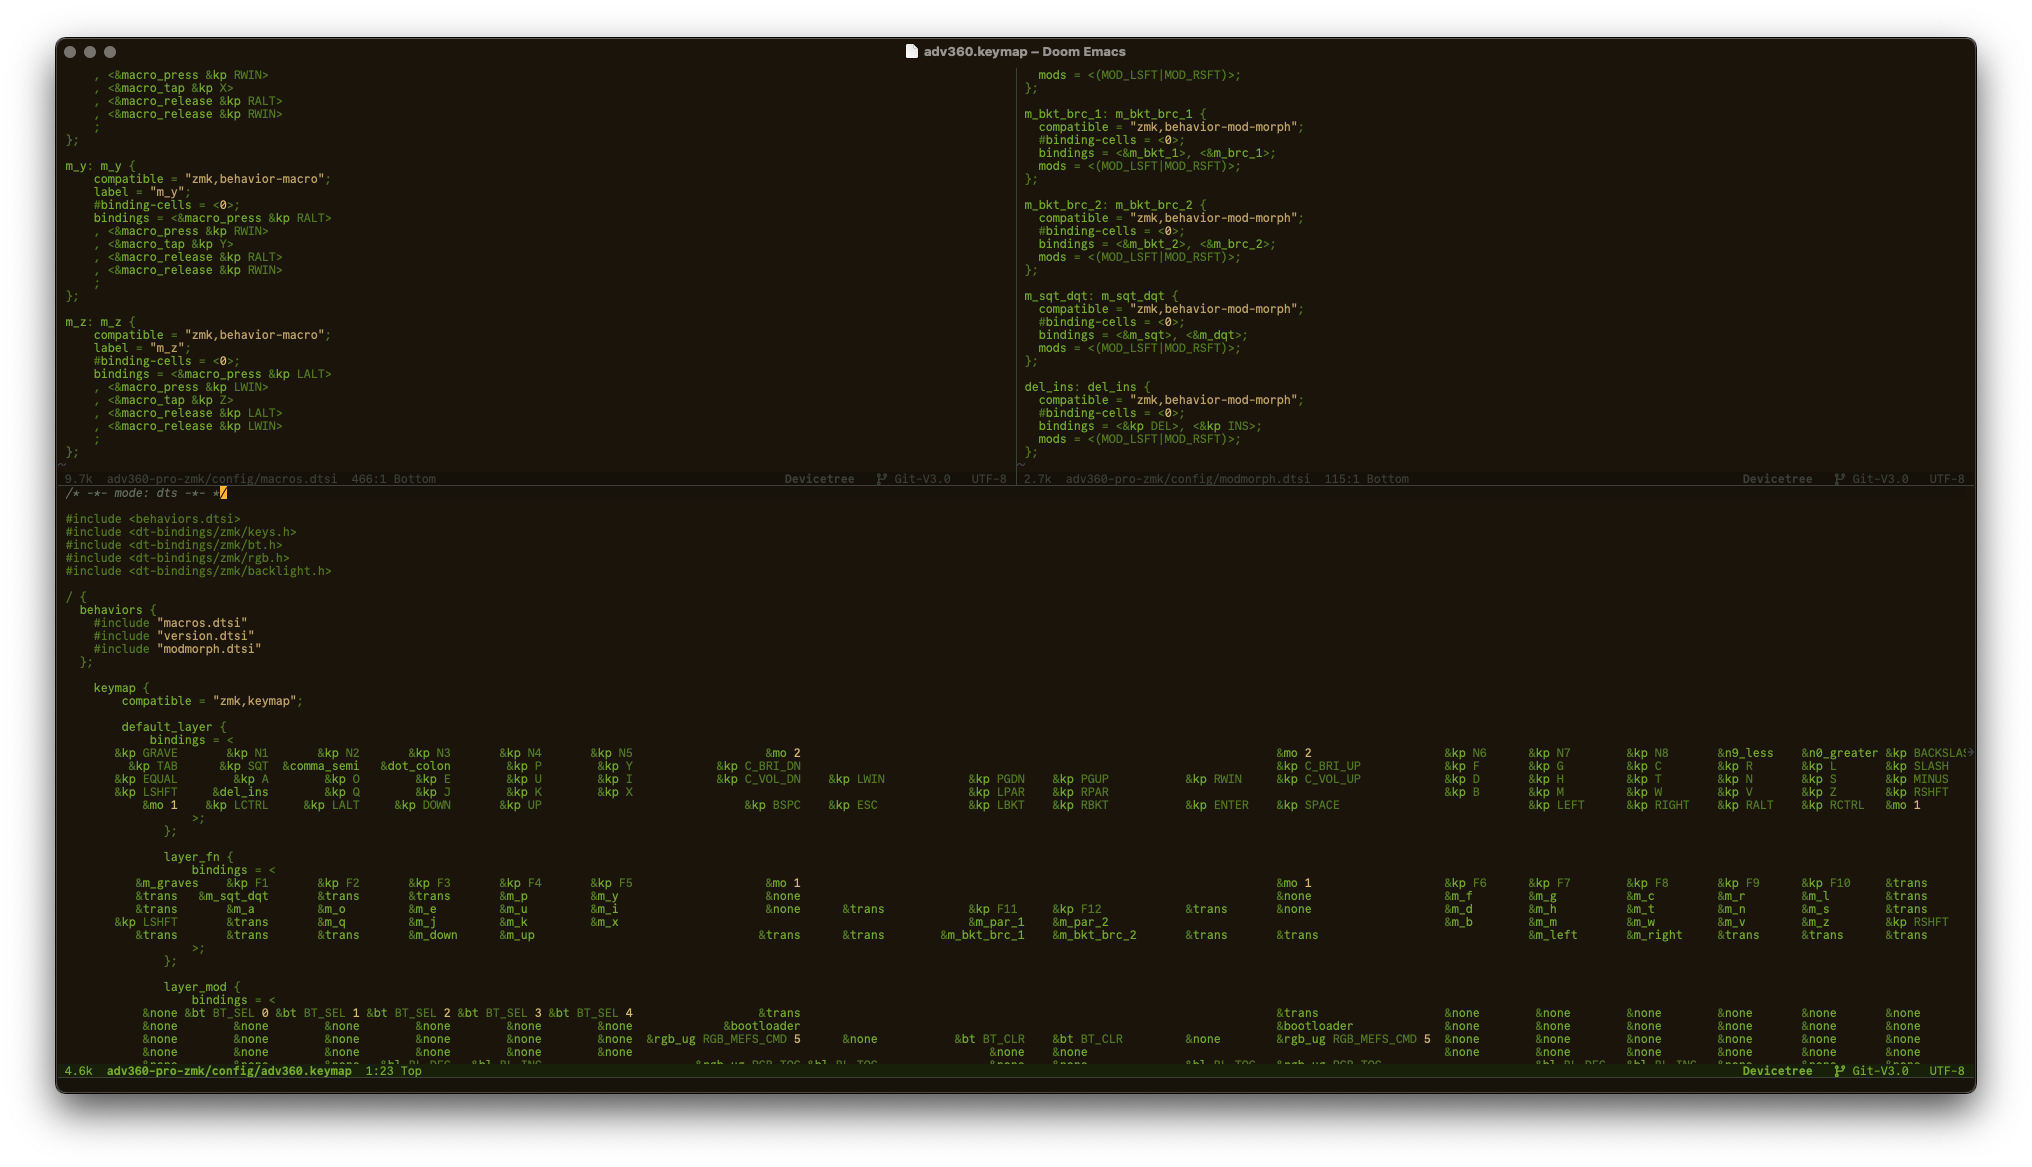 adv360.keymap – Doom Emacs
, <&macro_press &kp RWIN>
, <&macro_tap &kp X>
, <&macro_release &kp RALT>
, <&macro_release &kp RWIN>
;
};
m_y: m_y {
compatible = "zmk,behavior-macro";
label = "m_y";
#binding-cells = <0>;
bindings = <&macro_press &kp RALT>
, <&macro_press &kp RWIN>
, <&macro_tap &kp Y>
, <&macro_release &kp RALT>
, <&macro_release &kp RWIN>
;
};
m_z: m_z {
compatible = "zmk,behavior-macro";
label = "m_z";
#binding-cells = <0>;
bindings = <&macro_press &kp LALT>
, <&macro_press &kp LWIN>
, <&macro_tap &kp Z>
, <&macro_release &kp LALT>
, <&macro_release &kp LWIN>
;
};
~
9.7k adv360-pro-zmk/config/macros.dtsi 466:1 Bottom Devicetree Git-V3.0 UTF-8
mods = <(MOD_LSFT|MOD_RSFT)>;
};
m_bkt_brc_1: m_bkt_brc_1 {
compatible = "zmk,behavior-mod-morph";
#binding-cells = <0>;
bindings = <&m_bkt_1>, <&m_brc_1>;
mods = <(MOD_LSFT|MOD_RSFT)>;
};
m_bkt_brc_2: m_bkt_brc_2 {
compatible = "zmk,behavior-mod-morph";
#binding-cells = <0>;
bindings = <&m_bkt_2>, <&m_brc_2>;
mods = <(MOD_LSFT|MOD_RSFT)>;
};
m_sqt_dqt: m_sqt_dqt {
compatible = "zmk,behavior-mod-morph";
#binding-cells = <0>;
bindings = <&m_sqt>, <&m_dqt>;
mods = <(MOD_LSFT|MOD_RSFT)>;
};
del_ins: del_ins {
compatible = "zmk,behavior-mod-morph";
#binding-cells = <0>;
bindings = <&kp DEL>, <&kp INS>;
mods = <(MOD_LSFT|MOD_RSFT)>;
};
~
2.7k adv360-pro-zmk/config/modmorph.dtsi 115:1 Bottom Devicetree Git-V3.0 UTF-8
/* -*- mode: dts -*- */
#include <behaviors.dtsi>
#include <dt-bindings/zmk/keys.h>
#include <dt-bindings/zmk/bt.h>
#include <dt-bindings/zmk/rgb.h>
#include <dt-bindings/zmk/backlight.h>
/ {
behaviors {
#include "macros.dtsi"
#include "version.dtsi"
#include "modmorph.dtsi"
};
keymap {
compatible = "zmk,keymap";
default_layer {
bindings = <
&kp GRAVE &kp N1 &kp N2 &kp N3 &kp N4 &kp N5 &mo 2 &mo 2 &kp N6 &kp N7 &kp N8 &n9_less &n0_greater &kp BACKSLAS
&kp TAB &kp SQT &comma_semi &dot_colon &kp P &kp Y &kp C_BRI_DN &kp C_BRI_UP &kp F &kp G &kp C &kp R &kp L &kp SLASH
&kp EQUAL &kp A &kp O &kp E &kp U &kp I &kp C_VOL_DN &kp LWIN &kp PGDN &kp PGUP &kp RWIN &kp C_VOL_UP &kp D &kp H &kp T &kp N &kp S &kp MINUS
&kp LSHFT &del_ins &kp Q &kp J &kp K &kp X &kp LPAR &kp RPAR &kp B &kp M &kp W &kp V &kp Z &kp RSHFT
&mo 1 &kp LCTRL &kp LALT &kp DOWN &kp UP &kp BSPC &kp ESC &kp LBKT &kp RBKT &kp ENTER &kp SPACE &kp LEFT &kp RIGHT &kp RALT &kp RCTRL &mo 1
>;
};
layer_fn {
bindings = <
&m_graves &kp F1 &kp F2 &kp F3 &kp F4 &kp F5 &mo 1 &mo 1 &kp F6 &kp F7 &kp F8 &kp F9 &kp F10 &trans
&trans &m_sqt_dqt &trans &trans &m_p &m_y &none &none &m_f &m_g &m_c &m_r &m_l &trans
&trans &m_a &m_o &m_e &m_u &m_i &none &trans &kp F11 &kp F12 &trans &none &m_d &m_h &m_t &m_n &m_s &trans
&kp LSHFT &trans &m_q &m_j &m_k &m_x &m_par_1 &m_par_2 &m_b &m_m &m_w &m_v &m_z &kp RSHFT
&trans &trans &trans &m_down &m_up &trans &trans &m_bkt_brc_1 &m_bkt_brc_2 &trans &trans &m_left &m_right &trans &trans &trans
>;
};
layer_mod {
bindings = <
&none &bt BT_SEL 0 &bt BT_SEL 1 &bt BT_SEL 2 &bt BT_SEL 3 &bt BT_SEL 4 &trans &trans &none &none &none &none &none &none
&none &none &none &none &none &none &bootloader &bootloader &none &none &none &none &none &none
&none &none &none &none &none &none &rgb_ug RGB_MEFS_CMD 5 &none &bt BT_CLR &bt BT_CLR &none &rgb_ug RGB_MEFS_CMD 5 &none &none &none &none &none &none
&none &none &none &none &none &none &none &none &none &none &none &none &none &none
4.6k adv360-pro-zmk/config/adv360.keymap 1:23 Top Devicetree Git-V3.0 UTF-8